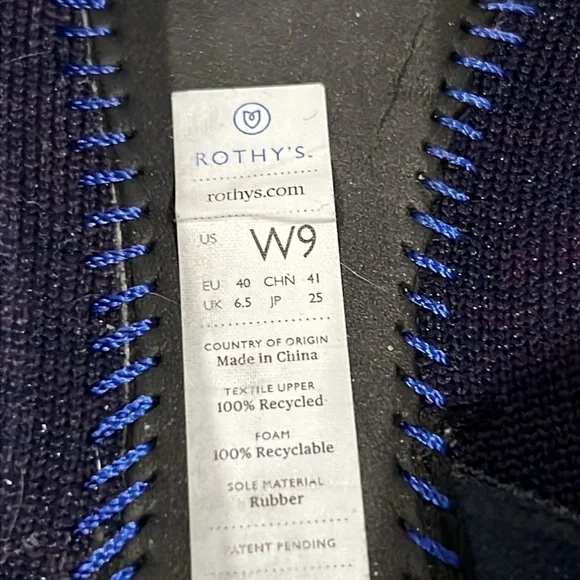 ROTHY'S™
rothys.com
US W9
EU 40 CHN 41
UK 6.5 JP 25
COUNTRY OF ORIGIN
Made in China
TEXTILE UPPER
100% Recycled
FOAM
100% Recyclable
SOLE MATERIAL
Rubber
PATENT PENDING